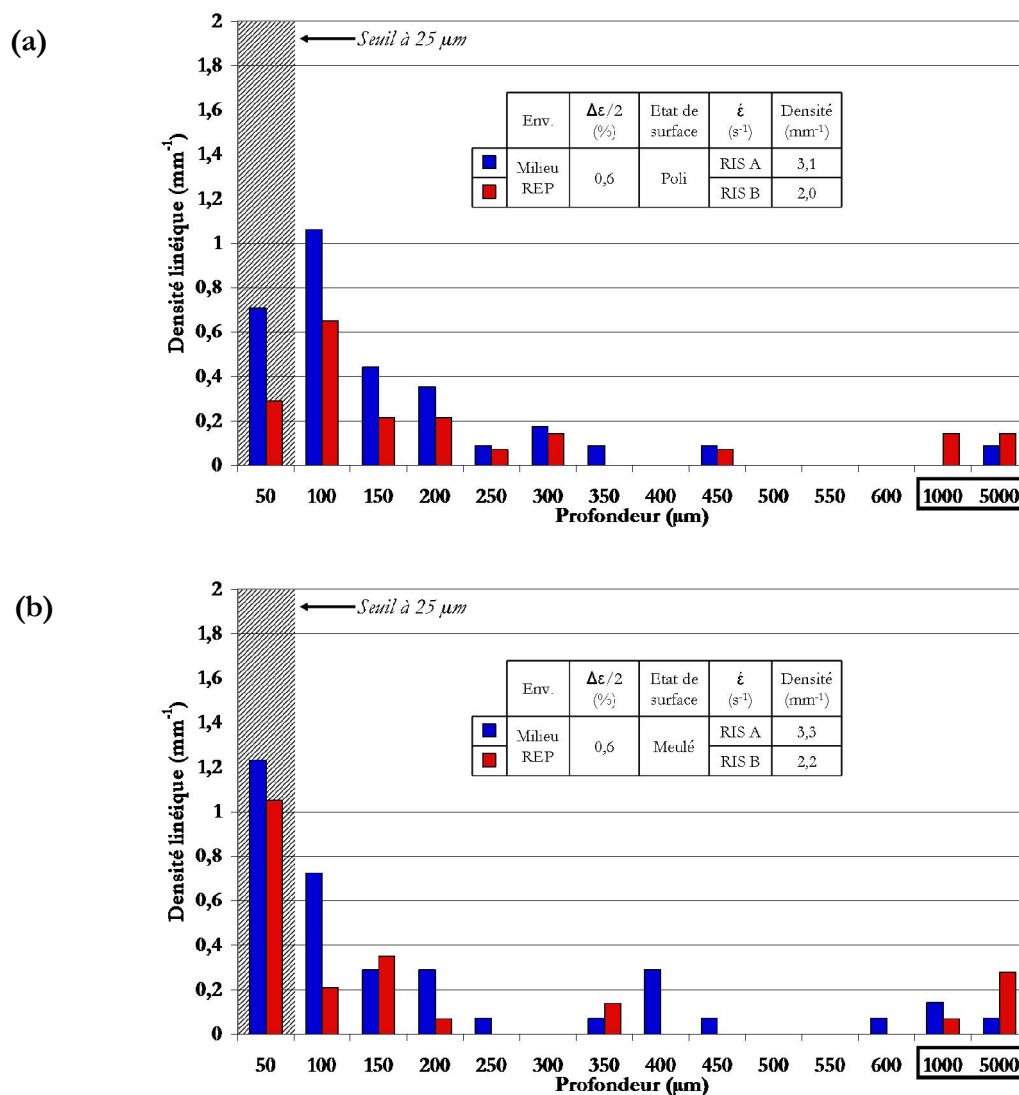 (a)
2
1,8
1,6
1,4
1,2
1
0,8
0,6
0,4
0,2
0
Densité linéique (mm⁻¹)
Seuil à 25 µm
Env. Δε/2 (%) Etat de surface έ (s⁻¹) Densité (mm⁻¹)
Milieu REP 0,6 Poli RIS A 3,1
RIS B 2,0
50 100 150 200 250 300 350 400 450 500 550 600 1000 5000
Profondeur (µm)
(b)
2
1,8
1,6
1,4
1,2
1
0,8
0,6
0,4
0,2
0
Densité linéique (mm⁻¹)
Seuil à 25 µm
Env. Δε/2 (%) Etat de surface έ (s⁻¹) Densité (mm⁻¹)
Milieu REP 0,6 Meulé RIS A 3,3
RIS B 2,2
50 100 150 200 250 300 350 400 450 500 550 600 1000 5000
Profondeur (µm)